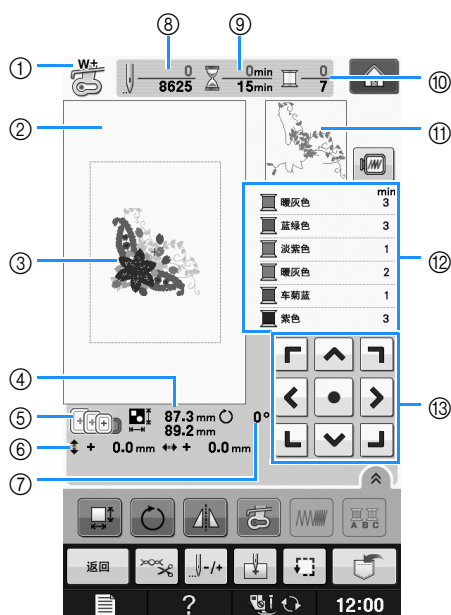 ⑧ ⑨
① W+ 0 0min 0 ⑩
8625 15min 7
② ⑪
min
暖灰色 3
蓝绿色 3
淡紫色 1 ⑫
③ 暖灰色 2
车菊蓝 1
紫色 3
④ ⑬
⑤ 87.3 mm 0°
89.2 mm
⑥ + 0.0 mm + 0.0 mm
⑦
A B C
返回 -/+
? 12:00